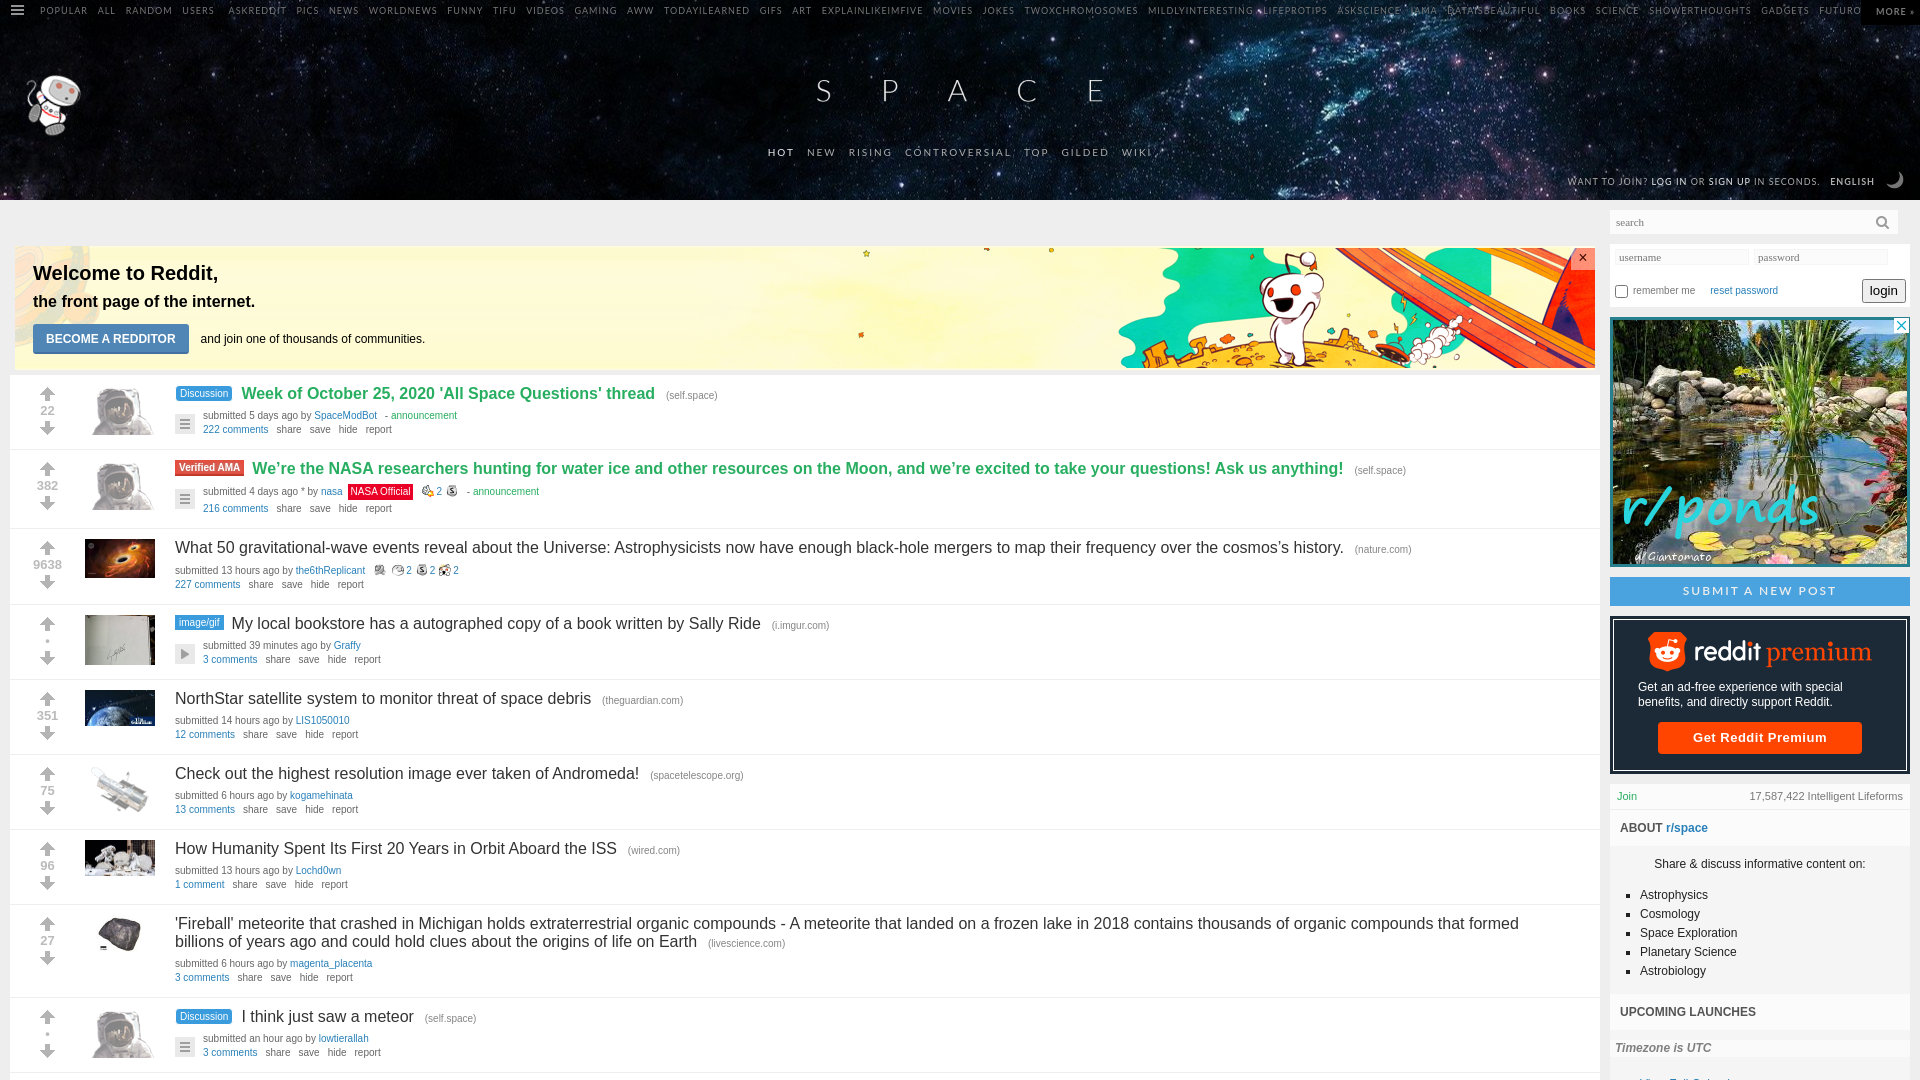 POPULAR ALL RANDOM USERS ASKREDDIT PICS NEWS WORLDNEWS FUNNY TIFU VIDEOS GAMING AWW TODAYILEARNED GIFS ART EXPLAINLIKEIMFIVE MOVIES JOKES TWOXCHROMOSOMES MILDLYINTERESTING LIFEPROTIPS ASKSCIENCE IAMA DATAISBEAUTIFUL BOOKS SCIENCE SHOWERTHOUGHTS GADGETS FUTURO MORE »
S P A C E
HOT NEW RISING CONTROVERSIAL TOP GILDED WIKI
WANT TO JOIN? LOG IN OR SIGN UP IN SECONDS. ENGLISH
search
Welcome to Reddit,
the front page of the internet.
BECOME A REDDITOR and join one of thousands of communities.
×
username password
remember me reset password login
22
Discussion Week of October 25, 2020 'All Space Questions' thread (self.space)
submitted 5 days ago by SpaceModBot - announcement
222 comments share save hide report
382
Verified AMA We’re the NASA researchers hunting for water ice and other resources on the Moon, and we’re excited to take your questions! Ask us anything! (self.space)
submitted 4 days ago * by nasa NASA Official 2 - announcement
216 comments share save hide report
9638
What 50 gravitational-wave events reveal about the Universe: Astrophysicists now have enough black-hole mergers to map their frequency over the cosmos’s history. (nature.com)
submitted 13 hours ago by the6thReplicant 2 2 2
227 comments share save hide report
•
image/gif My local bookstore has a autographed copy of a book written by Sally Ride (i.imgur.com)
submitted 39 minutes ago by Graffy
3 comments share save hide report
351
NorthStar satellite system to monitor threat of space debris (theguardian.com)
submitted 14 hours ago by LIS1050010
12 comments share save hide report
75
Check out the highest resolution image ever taken of Andromeda! (spacetelescope.org)
submitted 6 hours ago by kogamehinata
13 comments share save hide report
96
How Humanity Spent Its First 20 Years in Orbit Aboard the ISS (wired.com)
submitted 13 hours ago by Lochd0wn
1 comment share save hide report
27
'Fireball' meteorite that crashed in Michigan holds extraterrestrial organic compounds - A meteorite that landed on a frozen lake in 2018 contains thousands of organic compounds that formed
billions of years ago and could hold clues about the origins of life on Earth (livescience.com)
submitted 6 hours ago by magenta_placenta
3 comments share save hide report
•
Discussion I think just saw a meteor (self.space)
submitted an hour ago by lowtierallah
3 comments share save hide report
r/ponds
u/Giantomato
SUBMIT A NEW POST
reddit premium
Get an ad-free experience with special
benefits, and directly support Reddit.
Get Reddit Premium
Join 17,587,422 Intelligent Lifeforms
ABOUT r/space
Share & discuss informative content on:
Astrophysics
Cosmology
Space Exploration
Planetary Science
Astrobiology
UPCOMING LAUNCHES
Timezone is UTC